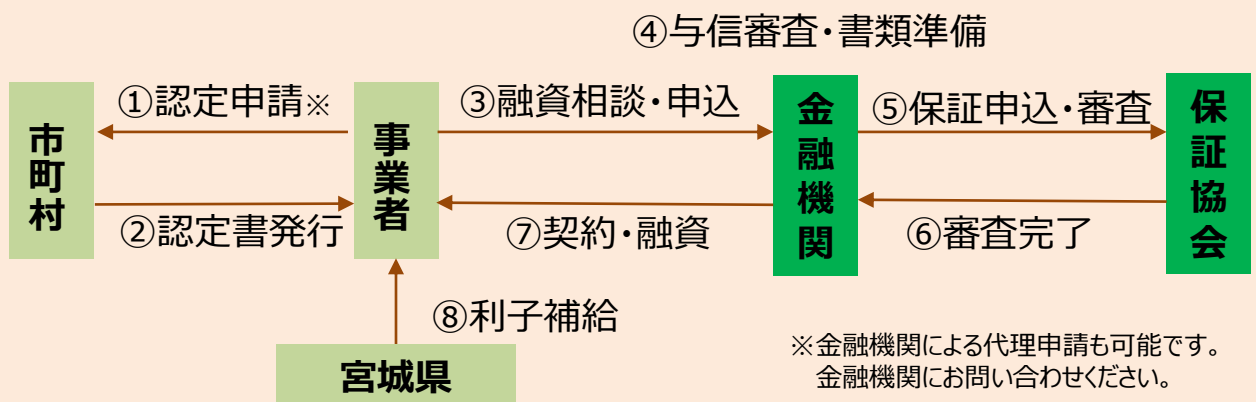 ④与信審査・書類準備
①認定申請※
③融資相談・申込
⑤保証申込・審査
市町村
事業者
金融機関
保証協会
②認定書発行
⑦契約・融資
⑥審査完了
⑧利子補給
宮城県
※金融機関による代理申請も可能です。
金融機関にお問い合わせください。